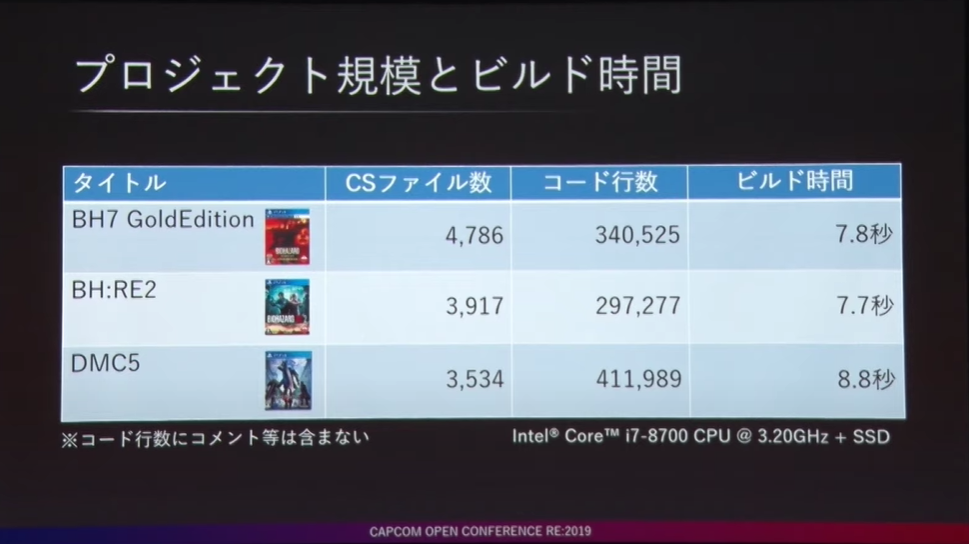 プロジェクト規模とビルド時間
タイトル CSファイル数 コード行数 ビルド時間
BH7 GoldEdition 4,786 340,525 7.8秒
BH:RE2 3,917 297,277 7.7秒
DMC5 3,534 411,989 8.8秒
※コード行数にコメント等は含まない Intel® Core™ i7-8700 CPU @ 3.20GHz + SSD
CAPCOM OPEN CONFERENCE RE:2019